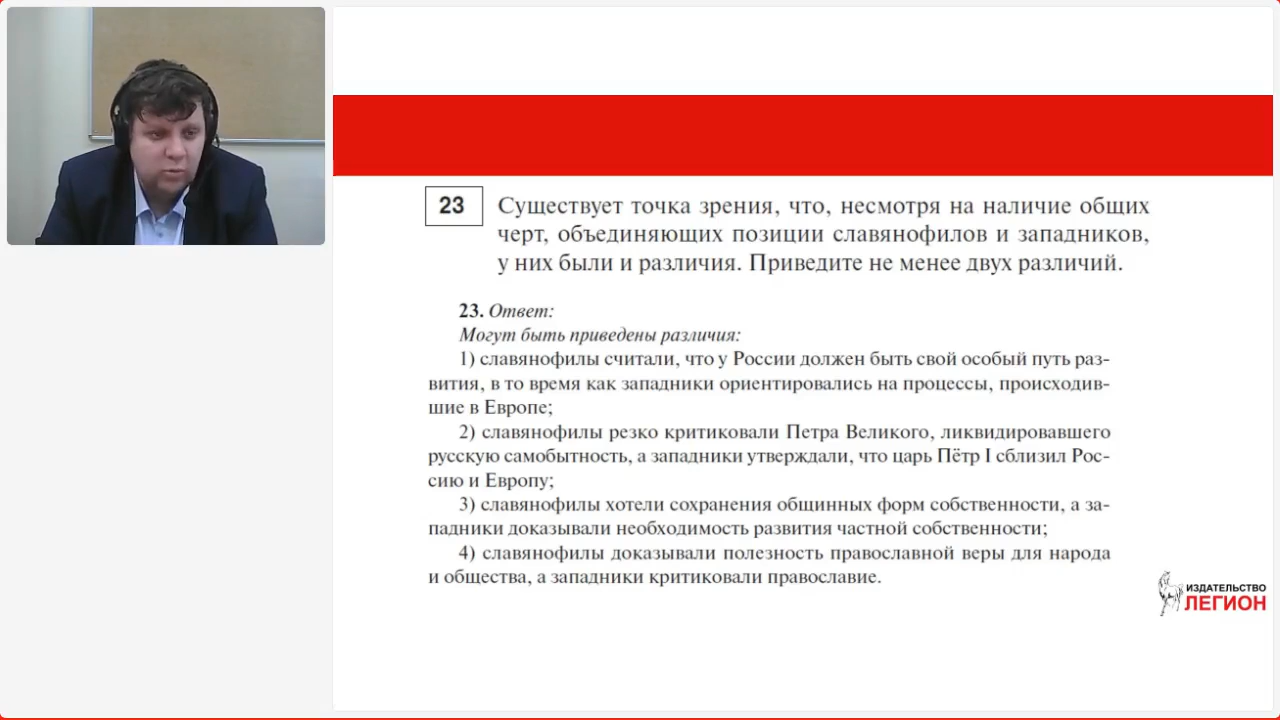 23
Существует точка зрения, что, несмотря на наличие общих
черт, объединяющих позиции славянофилов и западников,
у них были и различия. Приведите не менее двух различий.
23. Ответ:
Могут быть приведены различия:
1) славянофилы считали, что у России должен быть свой особый путь раз-
вития, в то время как западники ориентировались на процессы, происходив-
шие в Европе;
2) славянофилы резко критиковали Петра Великого, ликвидировавшего
русскую самобытность, а западники утверждали, что царь Пётр I сблизил Рос-
сию и Европу;
3) славянофилы хотели сохранения общинных форм собственности, а за-
падники доказывали необходимость развития частной собственности;
4) славянофилы доказывали полезность православной веры для народа
и общества, а западники критиковали православие.
ИЗДАТЕЛЬСТВО
ЛЕГИОН